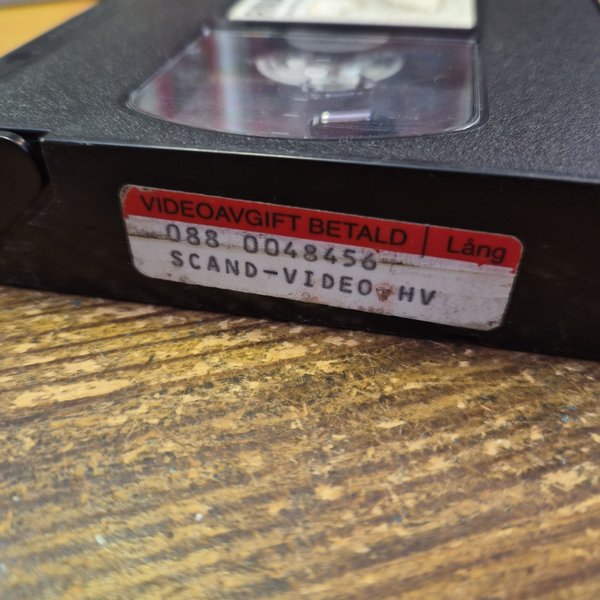 VIDEOAVGIFT BETALD | Lång
088 0048456
SCAND-VIDEO HV